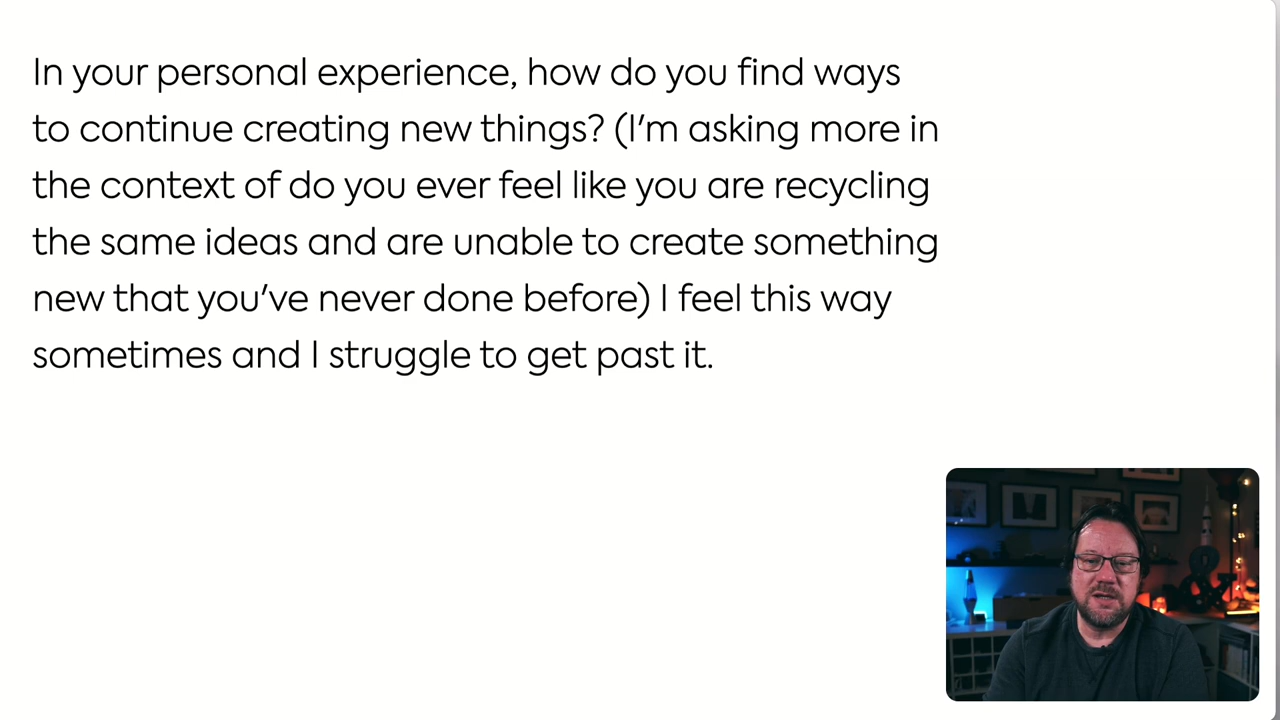 In your personal experience, how do you find ways
to continue creating new things? (I'm asking more in
the context of do you ever feel like you are recycling
the same ideas and are unable to create something
new that you've never done before) I feel this way
sometimes and I struggle to get past it.